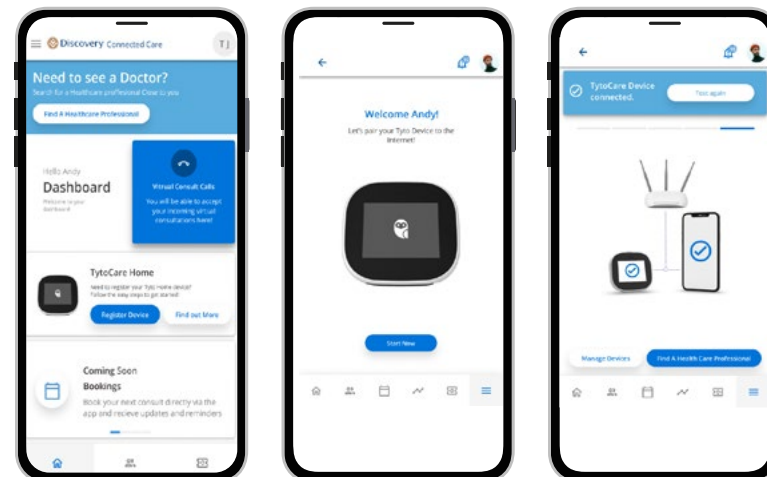 Discovery Connected Care
T J
Need to see a Doctor?
Search for a Healthcare proffesional Close to you
Find A Healthcare Professional
Hello Andy
Dashboard
Welcome to your
dashboard
Virtual Consult Calls
You will be able to accept
your incoming virtual
consultations here!
TytoCare Home
Need to register your Tyto Home device?
Follow the easy steps to get started
Register Device
Find out More
Coming Soon
Bookings
Book your next consult directly via the
app and recieve updates and reminders
Welcome Andy!
Let's pair your Tyto Device to the
Internet!
Start Now
TytoCare Device
connected.
Test again
Manage Devices
Find A Health Care Professional